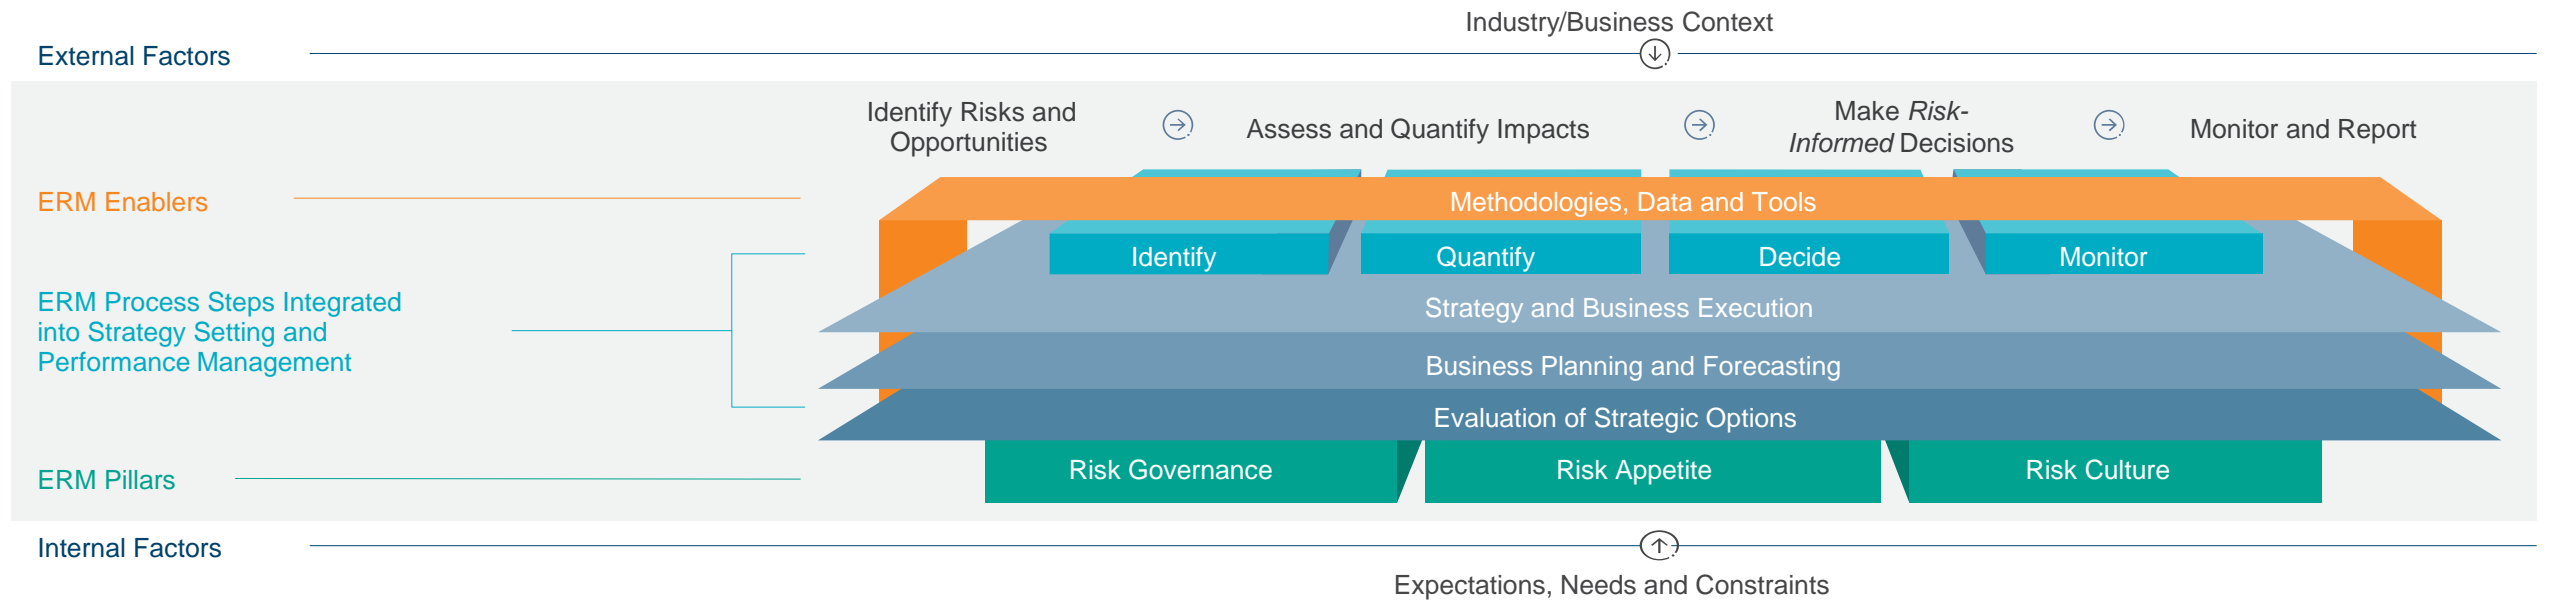 Industry/Business Context
External Factors
Identify Risks and
Opportunities
Assess and Quantify Impacts
Make Risk-
Informed Decisions
Monitor and Report
ERM Enablers
Methodologies, Data and Tools
Identify
Quantify
Decide
Monitor
ERM Process Steps Integrated
into Strategy Setting and
Performance Management
Strategy and Business Execution
Business Planning and Forecasting
Evaluation of Strategic Options
ERM Pillars
Risk Governance
Risk Appetite
Risk Culture
Internal Factors
Expectations, Needs and Constraints